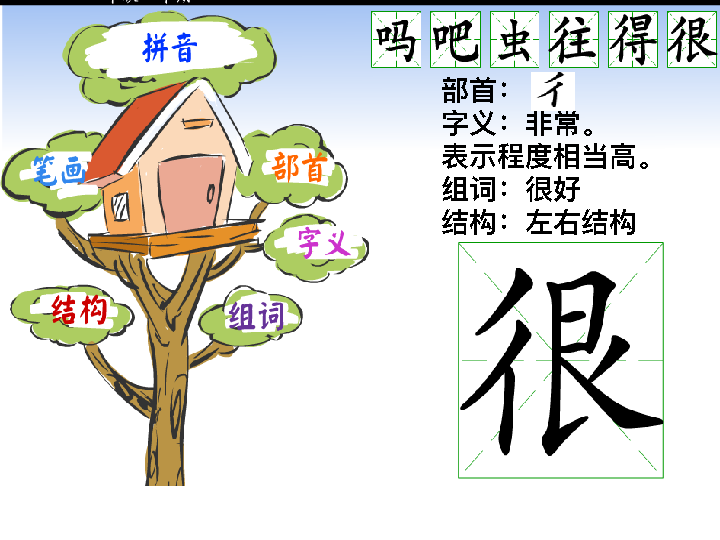 吗吧虫往得很
拼音
笔画
部首
字义
结构
组词
部首：彳
字义：非常。
表示程度相当高。
组词：很好
结构：左右结构
很